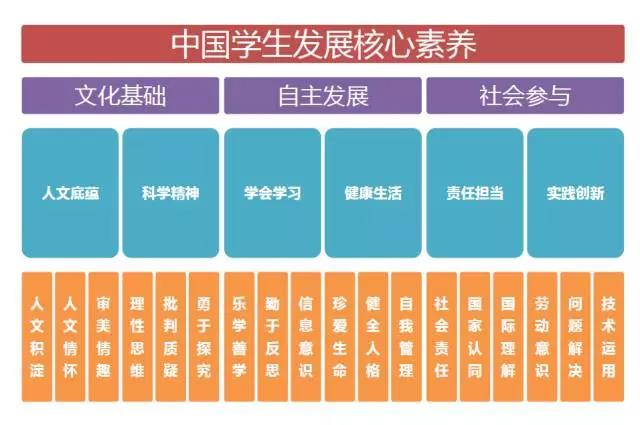 中国学生发展核心素养
文化基础
自主发展
社会参与
人文底蕴
科学精神
学会学习
健康生活
责任担当
实践创新
人文积淀
人文情怀
审美情趣
理性思维
批判质疑
勇于探究
乐学善学
勤于反思
信息意识
珍爱生命
健全人格
自我管理
社会责任
国家认同
国际理解
劳动意识
问题解决
技术运用